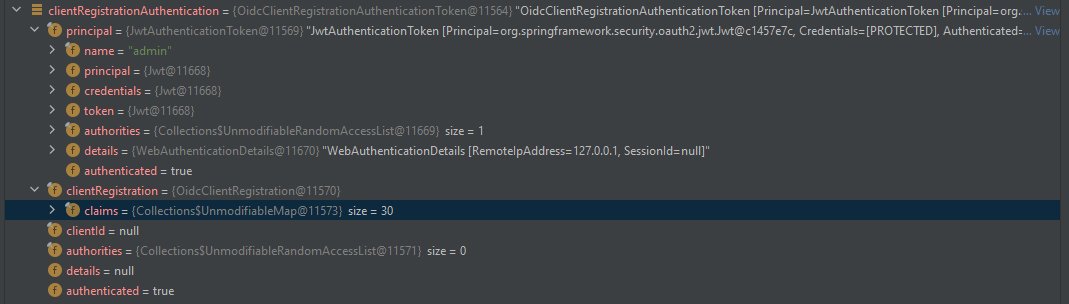 clientRegistrationAuthentication = {OidcClientRegistrationAuthenticationToken@11564} "OidcClientRegistrationAuthenticationToken [Principal=JwtAuthenticationToken [Principal=org.... View
principal = {JwtAuthenticationToken@11569} "JwtAuthenticationToken [Principal=org.springframework.security.oauth2.jwt.Jwt@c1457e7c, Credentials=[PROTECTED], Authenticated=... View
name = "admin"
principal = {Jwt@11668}
credentials = {Jwt@11668}
token = {Jwt@11668}
authorities = {Collections$UnmodifiableRandomAccessList@11669} size = 1
details = {WebAuthenticationDetails@11670} "WebAuthenticationDetails [RemoteIpAddress=127.0.0.1, SessionId=null]"
authenticated = true
clientRegistration = {OidcClientRegistration@11570}
claims = {Collections$UnmodifiableMap@11573} size = 30
clientId = null
authorities = {Collections$UnmodifiableRandomAccessList@11571} size = 0
details = null
authenticated = true